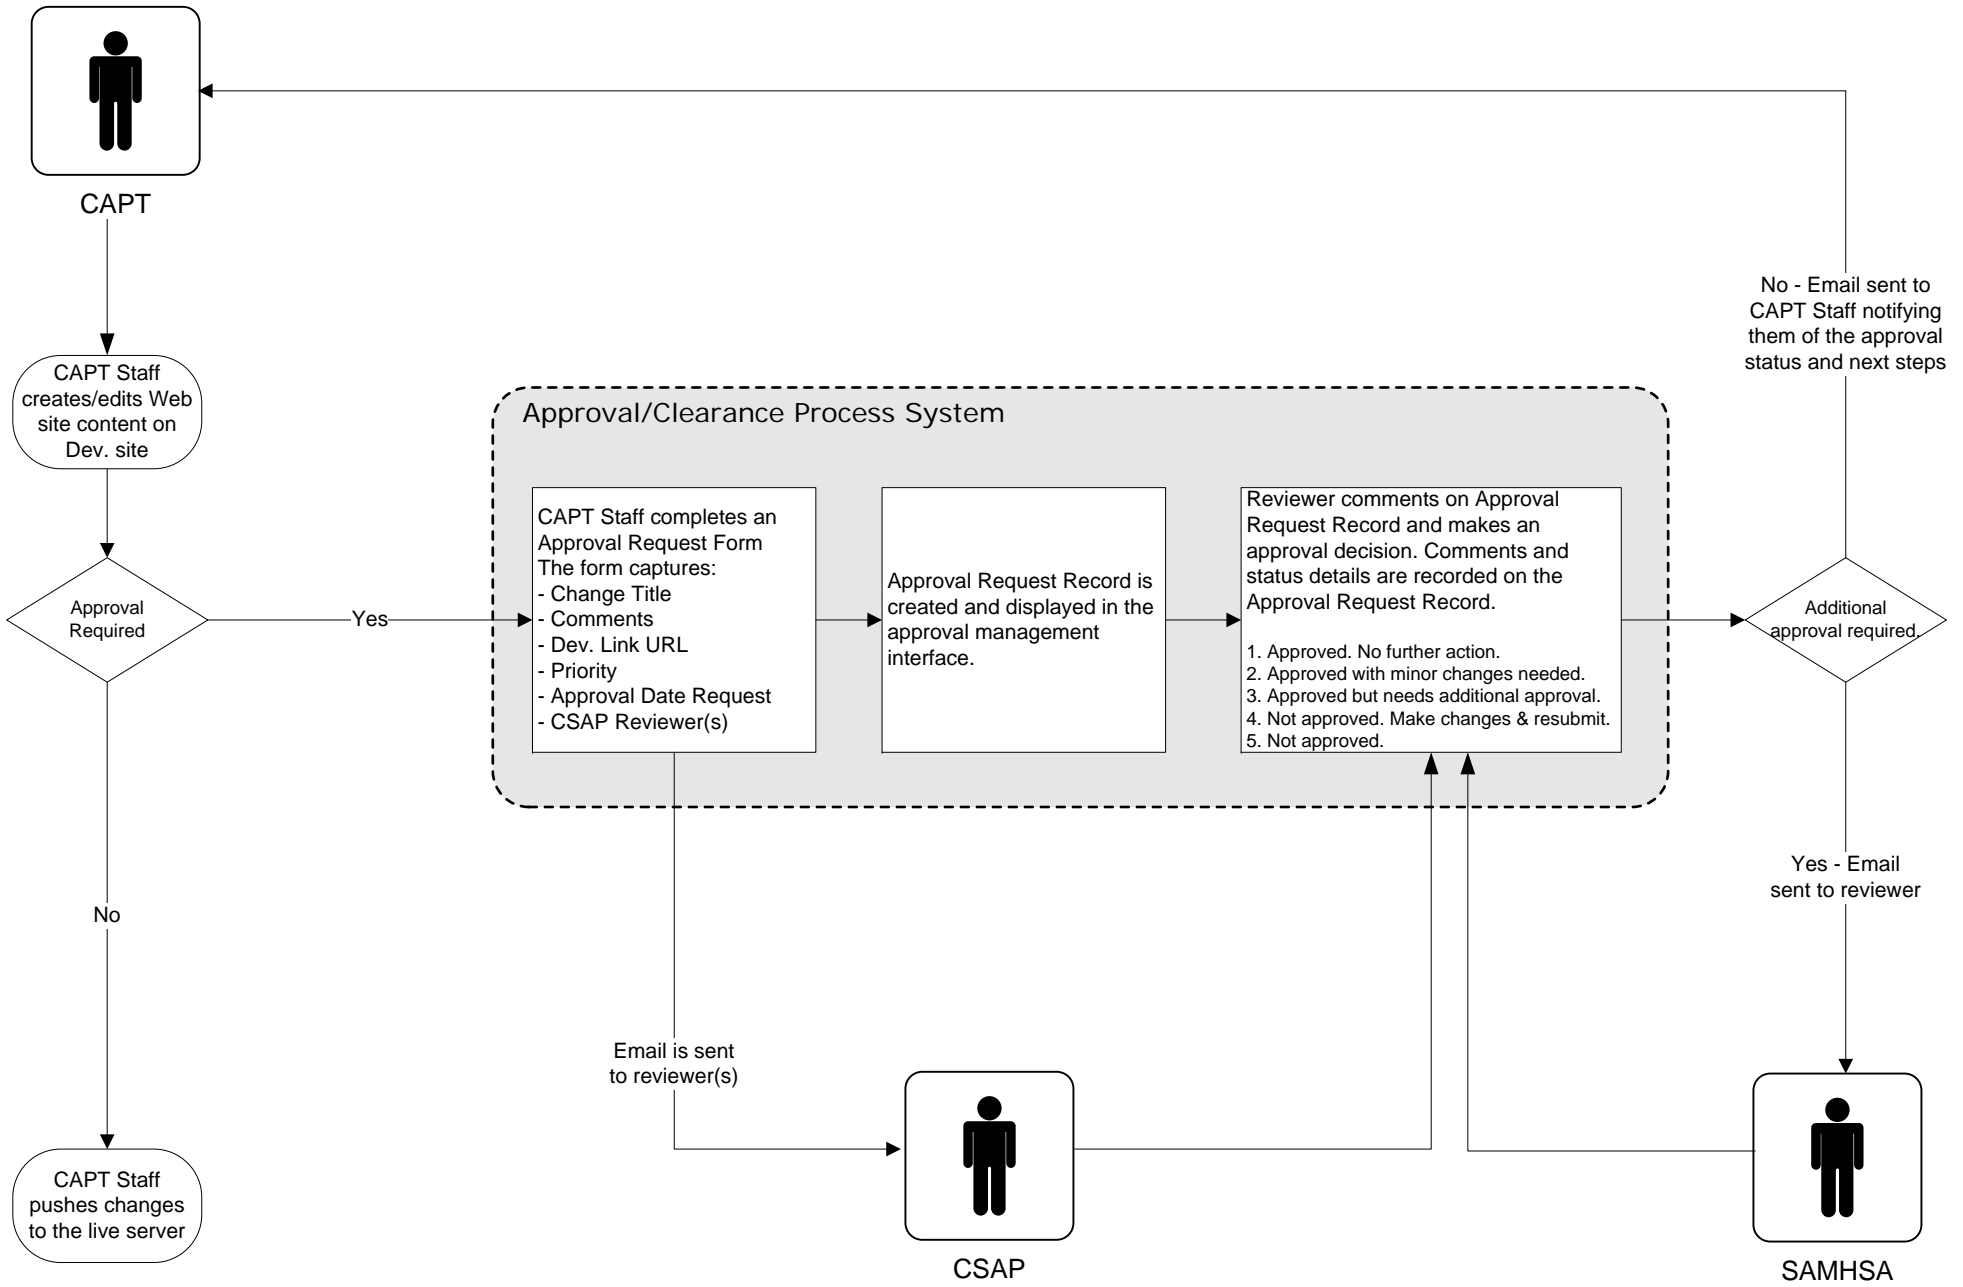 CAPT
No - Email sent to
CAPT Staff notifying
them of the approval
status and next steps
CAPT Staff
creates/edits Web
site content on
Dev. site
Approval/Clearance Process System
Approval
Required
Yes
CAPT Staff completes an
Approval Request Form
The form captures:
- Change Title
- Comments
- Dev. Link URL
- Priority
- Approval Date Request
- CSAP Reviewer(s)
Approval Request Record is
created and displayed in the
approval management
interface.
Reviewer comments on Approval
Request Record and makes an
approval decision. Comments and
status details are recorded on the
Approval Request Record.
1. Approved. No further action.
2. Approved with minor changes needed.
3. Approved but needs additional approval.
4. Not approved. Make changes & resubmit.
5. Not approved.
Additional
approval required.
No
Yes - Email
sent to reviewer
Email is sent
to reviewer(s)
CAPT Staff
pushes changes
to the live server
CSAP
SAMHSA